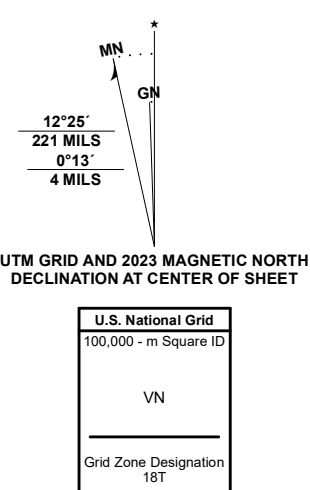 ★
MN
GN
12°25´
221 MILS
0°13´
4 MILS
UTM GRID AND 2023 MAGNETIC NORTH
DECLINATION AT CENTER OF SHEET
U.S. National Grid
100,000 - m Square ID
VN
Grid Zone Designation
18T